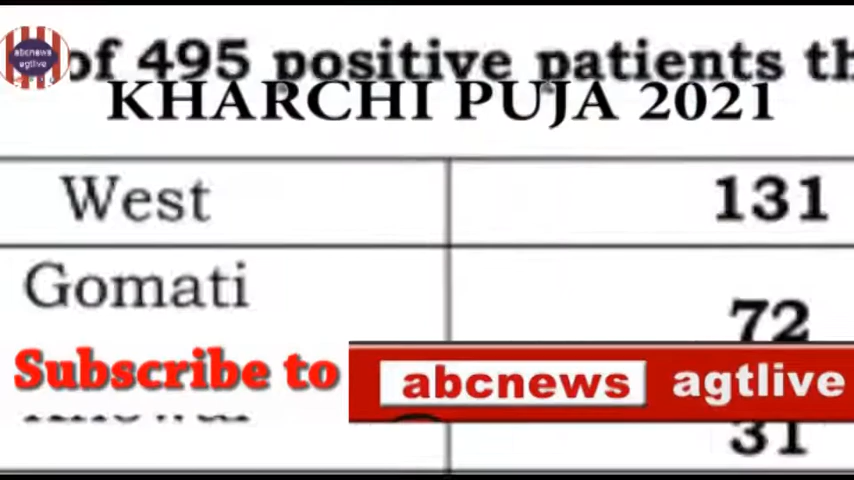 abcnews
agtlive
of 495 positive patients th
KHARCHI PUJA 2021
West 131
Gomati 72
Subscribe to abcnews agtlive
31